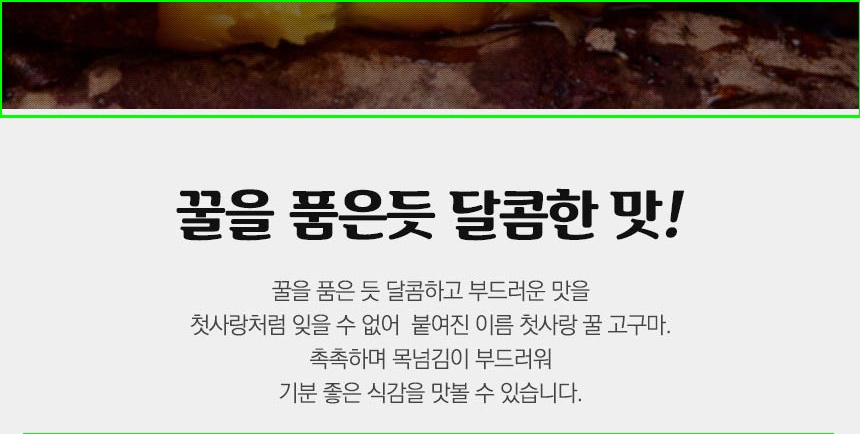 꿀을 품은듯 달콤한 맛!
꿀을 품은 듯 달콤하고 부드러운 맛을
첫사랑처럼 잊을 수 없어 붙여진 이름 첫사랑 꿀 고구마.
촉촉하며 목넘김이 부드러워
기분 좋은 식감을 맛볼 수 있습니다.